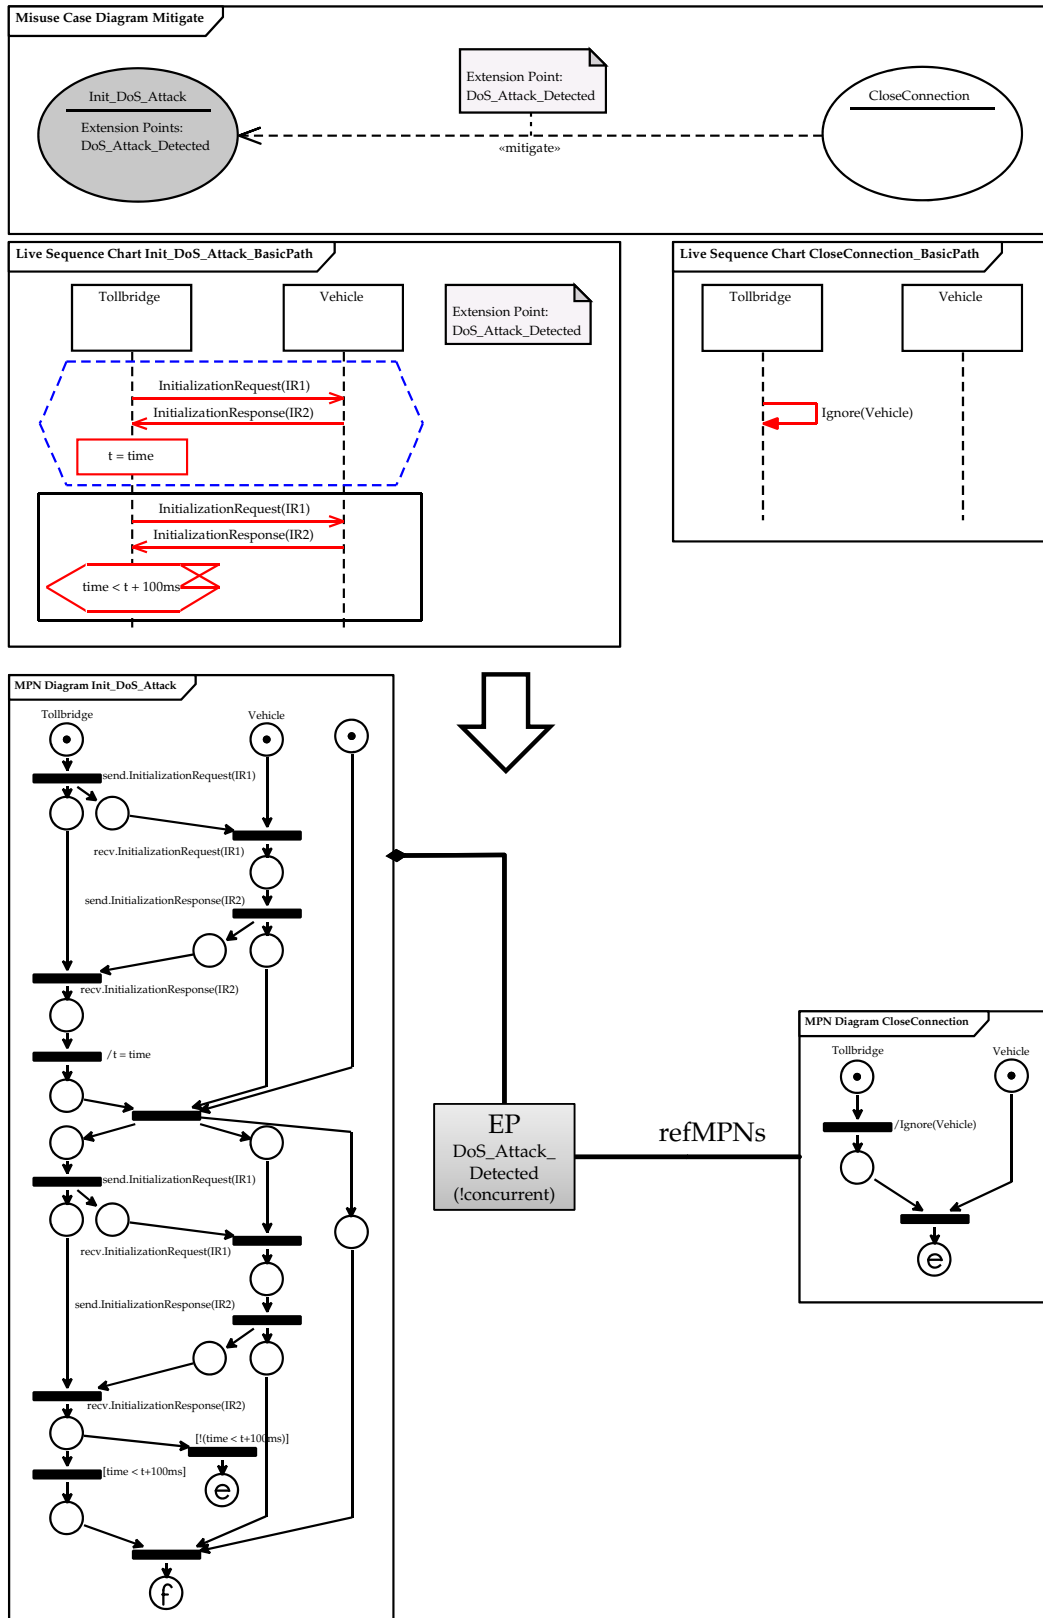 Misuse Case Diagram Mitigate
Init_DoS_Attack
Extension Points:
DoS_Attack_Detected
Extension Point:
DoS_Attack_Detected
«mitigate»
CloseConnection
Live Sequence Chart Init_DoS_Attack_BasicPath
Tollbridge
Vehicle
Extension Point:
DoS_Attack_Detected
InitializationRequest(IR1)
InitializationResponse(IR2)
t = time
InitializationRequest(IR1)
InitializationResponse(IR2)
time < t + 100ms
Live Sequence Chart CloseConnection_BasicPath
Tollbridge
Vehicle
Ignore(Vehicle)
MPN Diagram Init_DoS_Attack
Tollbridge
Vehicle
send.InitializationRequest(IR1)
recv.InitializationRequest(IR1)
send.InitializationResponse(IR2)
recv.InitializationResponse(IR2)
/t = time
send.InitializationRequest(IR1)
recv.InitializationRequest(IR1)
send.InitializationResponse(IR2)
recv.InitializationResponse(IR2)
[!(time < t+100ms)]
[time < t+100ms]
e
f
EP
DoS_Attack_
Detected
(!concurrent)
refMPNs
MPN Diagram CloseConnection
Tollbridge
Vehicle
/Ignore(Vehicle)
e